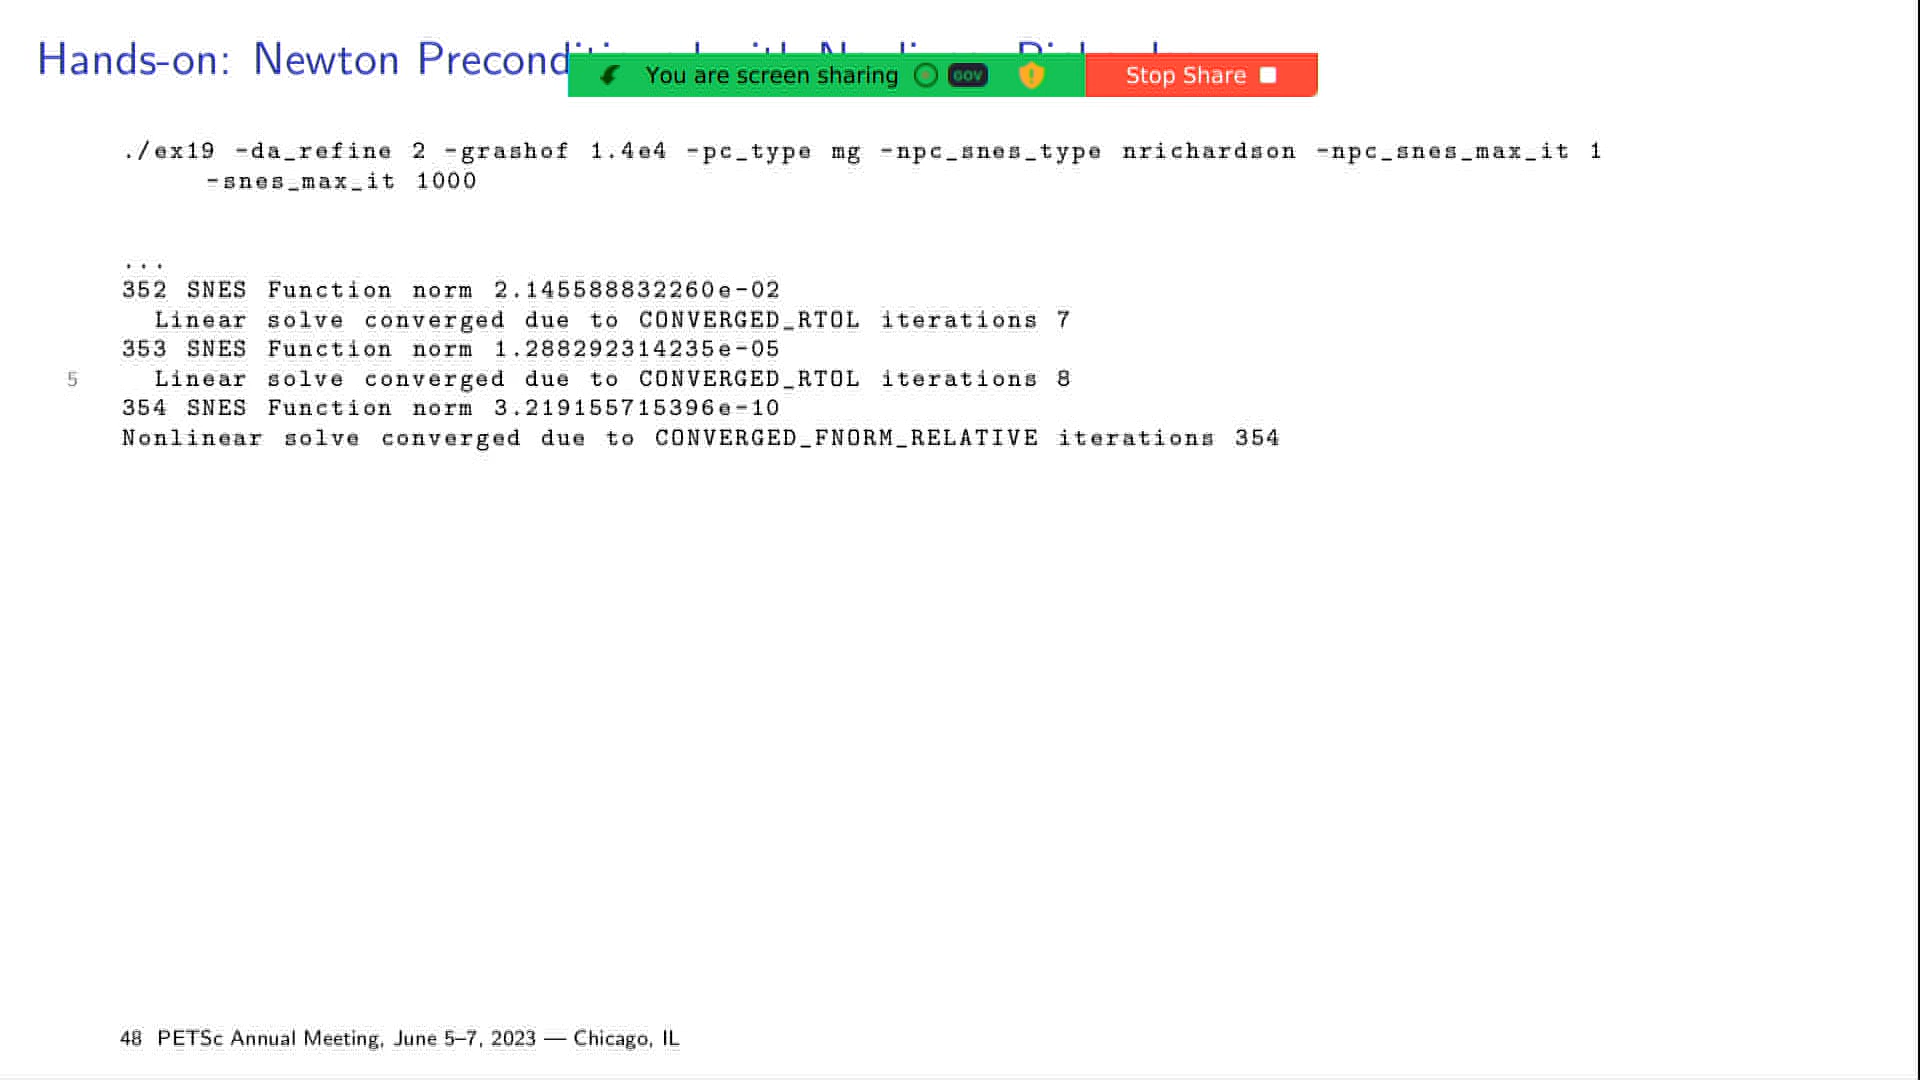 Hands-on: Newton Precond
You are screen sharing GOV Stop Share
./ex19 -da_refine 2 -grashof 1.4e4 -pc_type mg -npc_snes_type nrichardson -npc_snes_max_it 1
-snes_max_it 1000
...
352 SNES Function norm 2.145588832260e-02
Linear solve converged due to CONVERGED_RTOL iterations 7
353 SNES Function norm 1.288292314235e-05
5 Linear solve converged due to CONVERGED_RTOL iterations 8
354 SNES Function norm 3.219155715396e-10
Nonlinear solve converged due to CONVERGED_FNORM_RELATIVE iterations 354
48 PETSc Annual Meeting, June 5–7, 2023 — Chicago, IL